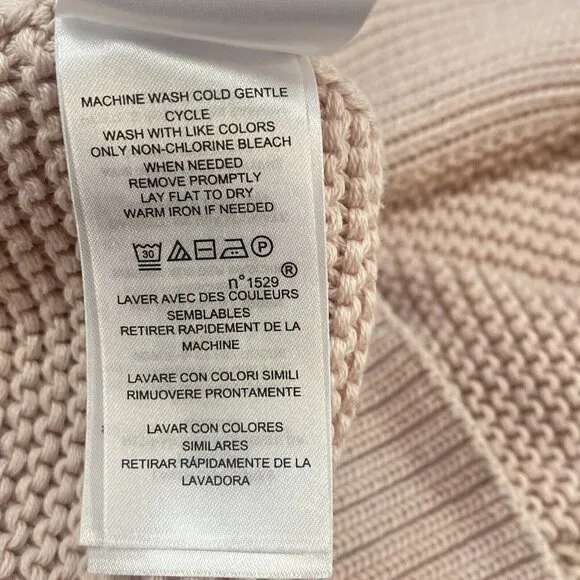 MACHINE WASH COLD GENTLE
CYCLE
WASH WITH LIKE COLORS
ONLY NON-CHLORINE BLEACH
WHEN NEEDED
REMOVE PROMPTLY
LAY FLAT TO DRY
WARM IRON IF NEEDED
30 P
n°1529 ®
LAVER AVEC DES COULEURS
SEMBLABLES
RETIRER RAPIDEMENT DE LA
MACHINE
LAVARE CON COLORI SIMILI
RIMUOVERE PRONTAMENTE
LAVAR CON COLORES
SIMILARES
RETIRAR RÁPIDAMENTE DE LA
LAVADORA